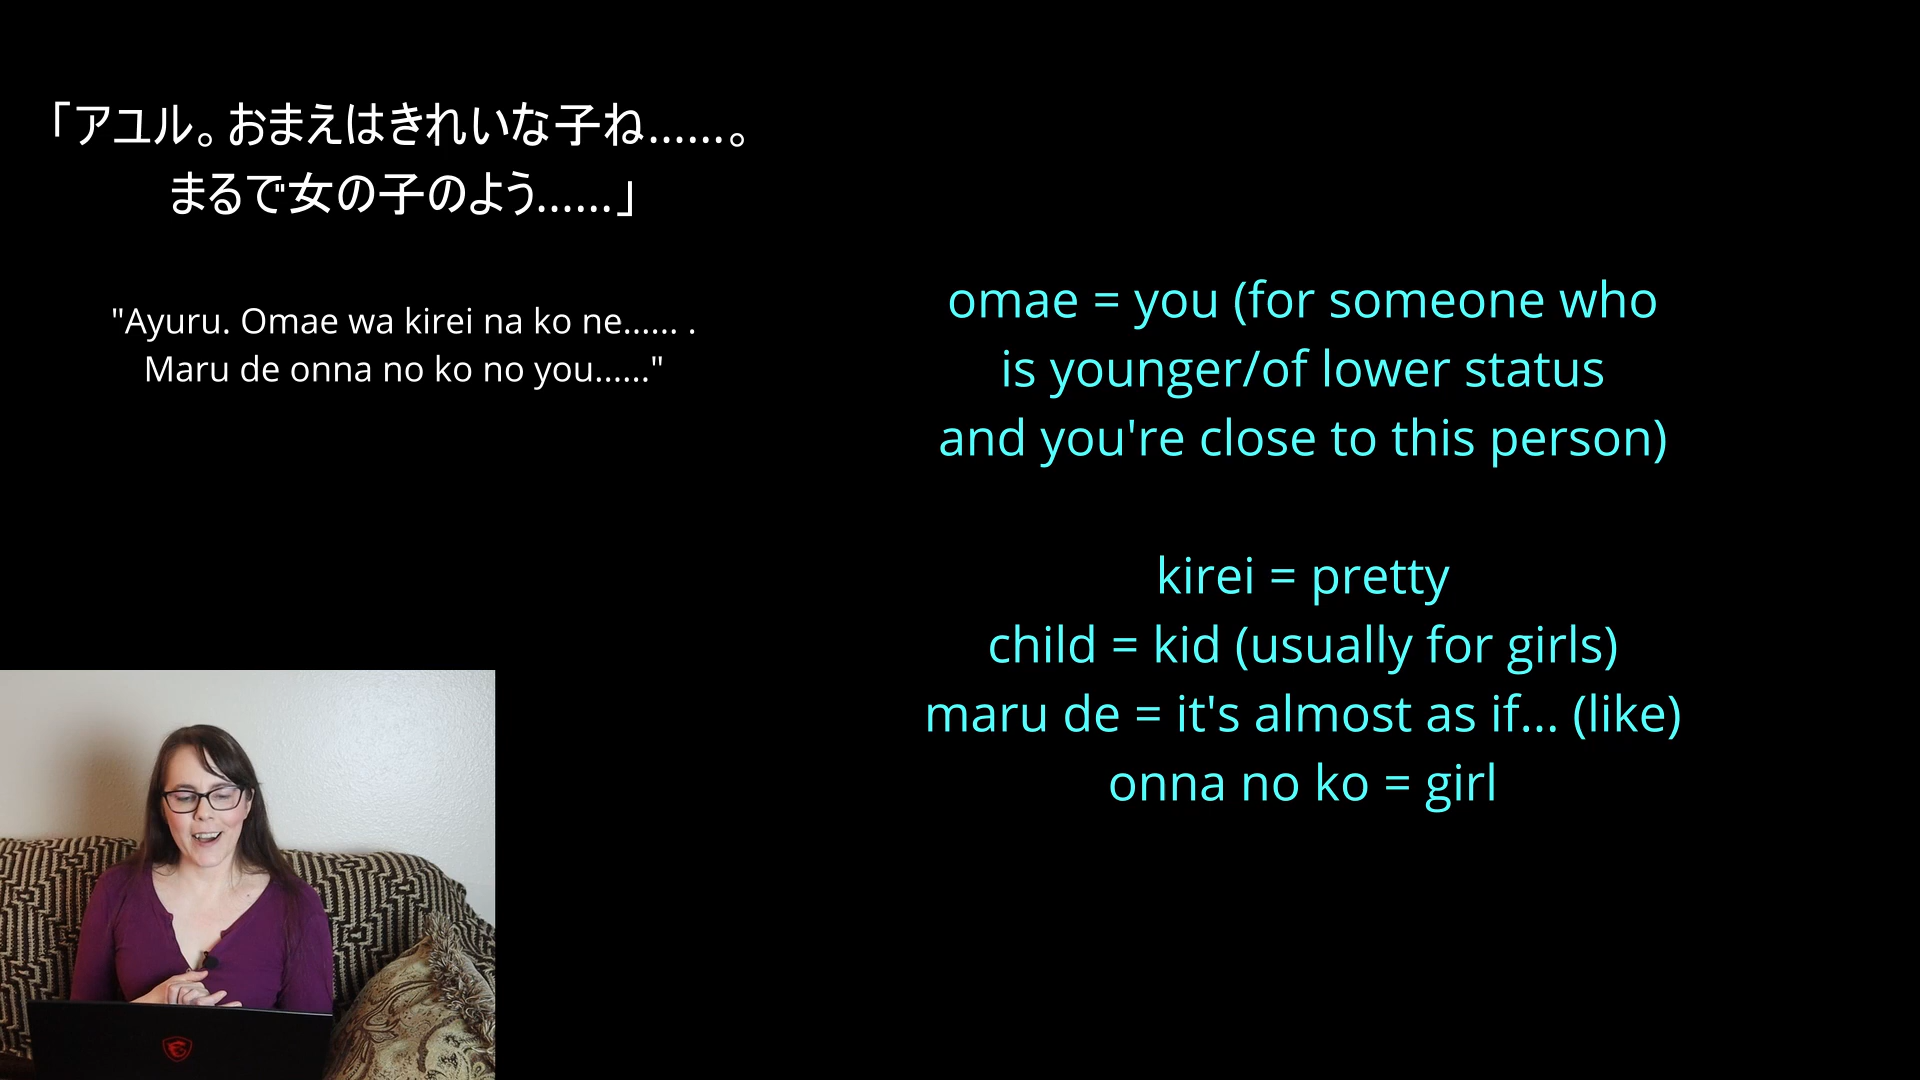 「アユル。おまえはきれいな子ね......。
まるで女の子のよう......」
"Ayuru. Omae wa kirei na ko ne...... .
Maru de onna no ko no you......"
omae = you (for someone who
is younger/of lower status
and you're close to this person)
kirei = pretty
child = kid (usually for girls)
maru de = it's almost as if... (like)
onna no ko = girl